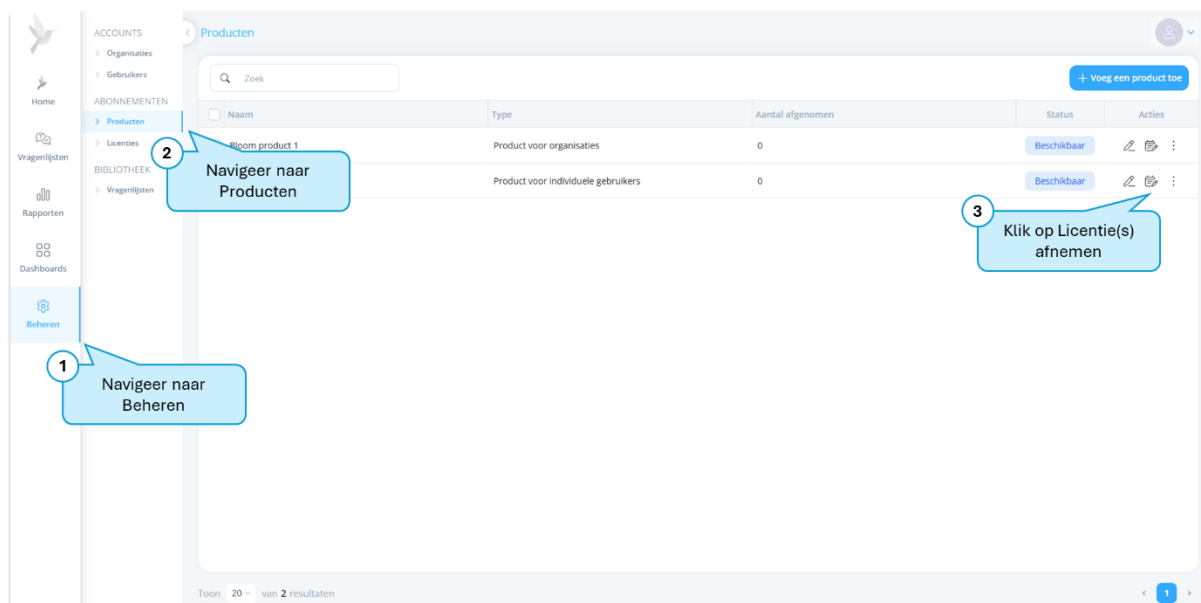 Home
Vragenlijsten
Rapporten
Dashboards
Beheren
ACCOUNTS
> Organisaties
> Gebruikers
ABONNEMENTEN
> Producten
> Licenties
BIBLIOTHEEK
> Vragenlijsten
Producten
Zoek
+ Voeg een product toe
Naam Type Aantal afgenomen Status Acties
Bloom product 1 Product voor organisaties 0 Beschikbaar
Product voor individuele gebruikers 0 Beschikbaar
1
Navigeer naar
Beheren
2
Navigeer naar
Producten
3
Klik op Licentie(s)
afnemen
Toon 20 van 2 resultaten
< 1 >